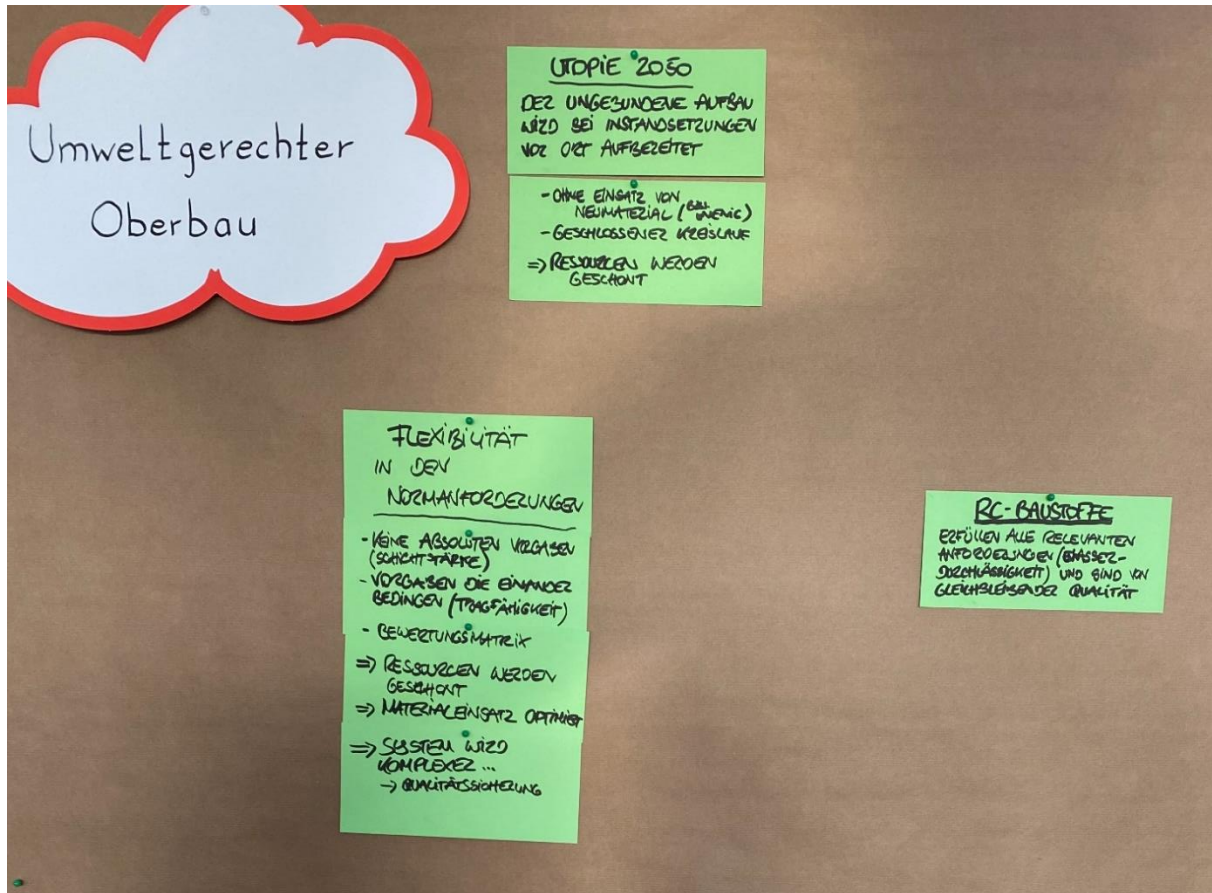 Umweltgerechter
Oberbau
UTOPIE 2050
DER UNGEBUNDENE AUFBAU
WIRD BEI INSTANDSETZUNGEN
VOR ORT AUFBEREITET
- OHNE EINSATZ VON
NEUMATERIAL (BZW. WENIG)
- GESCHLOSSENER KREISLAUF
=> RESSOURCEN WERDEN
GESCHONT
FLEXIBILITÄT
IN DEN
NORMANFORDERUNGEN
- KEINE ABSOLUTEN VORGABEN
(SCHICHTSTÄRKE)
- VORGABEN DIE EINANDER
BEDINGEN (TRAGFÄHIGKEIT)
- BEWERTUNGSMATRIX
=> RESSOURCEN WERDEN
GESCHONT
=> MATERIALEINSATZ OPTIMIERT
=> SYSTEM WIRD
KOMPLEXER ...
-> QUALITÄTSSICHERUNG
RC-BAUSTOFFE
ERFÜLLEN ALLE RELEVANTEN
ANFORDERUNGEN (WASSER-
DURCHLÄSSIGKEIT) UND SIND VON
GLEICHBLEIBENDER QUALITÄT